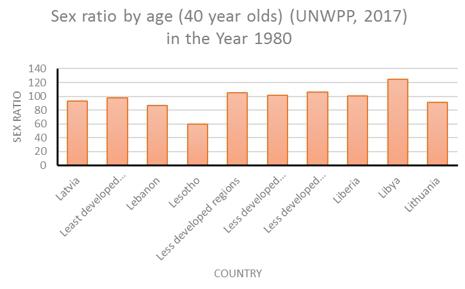 Sex ratio by age (40 year olds) (UNWPP, 2017)
in the Year 1980
SEX RATIO
140
120
100
80
60
40
20
0
Latvia
Least developed...
Lebanon
Lesotho
Less developed regions
Less developed...
Less developed...
Liberia
Libya
Lithuania
COUNTRY